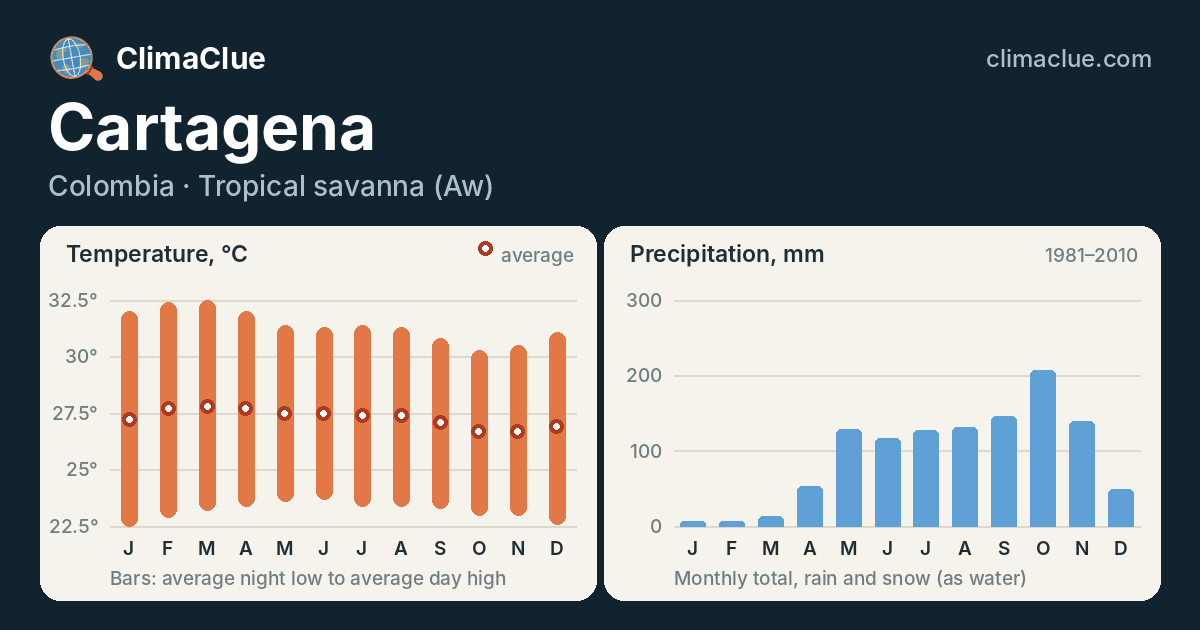 ClimaClue
climaclue.com
Cartagena
Colombia · Tropical savanna (Aw)
Temperature, °C
average
32.5°
30°
27.5°
25°
22.5°
J F M A M J J A S O N D
Bars: average night low to average day high
Precipitation, mm
1981–2010
300
200
100
0
J F M A M J J A S O N D
Monthly total, rain and snow (as water)